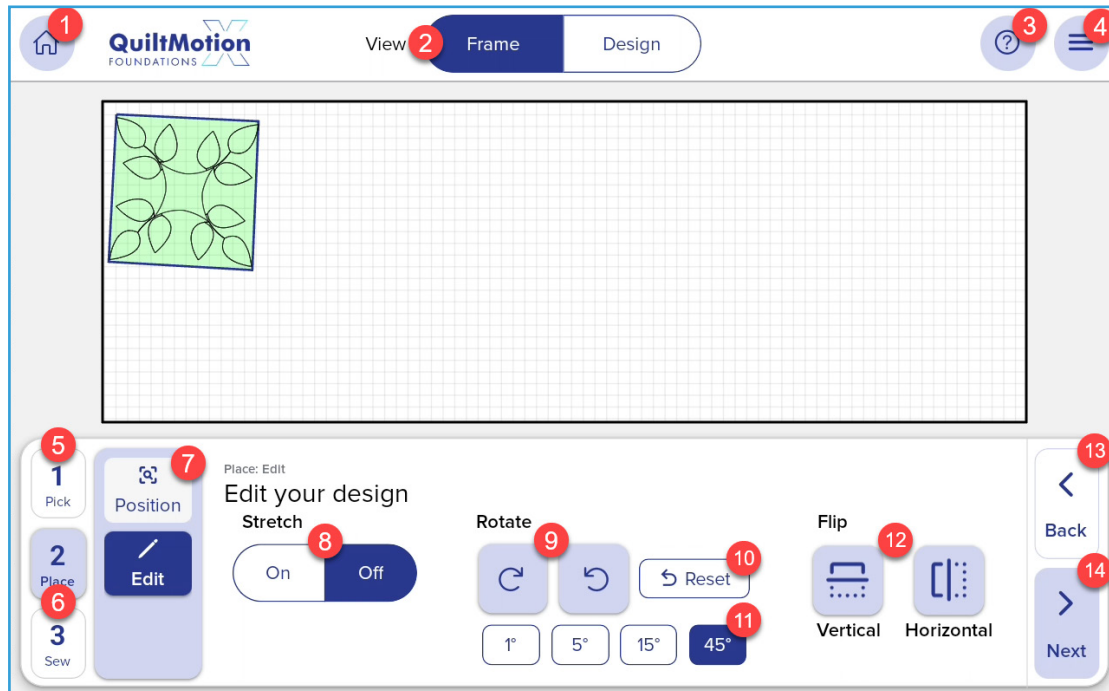 1
QuiltMotion
FOUNDATIONS
View 2 Frame Design
3
4
5
1
Pick
2
Place
6
3
Sew
7
Position
Edit
Place: Edit
Edit your design
Stretch
8
On Off
Rotate
9
10
Reset
11
1° 5° 15° 45°
Flip
12
Vertical Horizontal
13
Back
14
Next